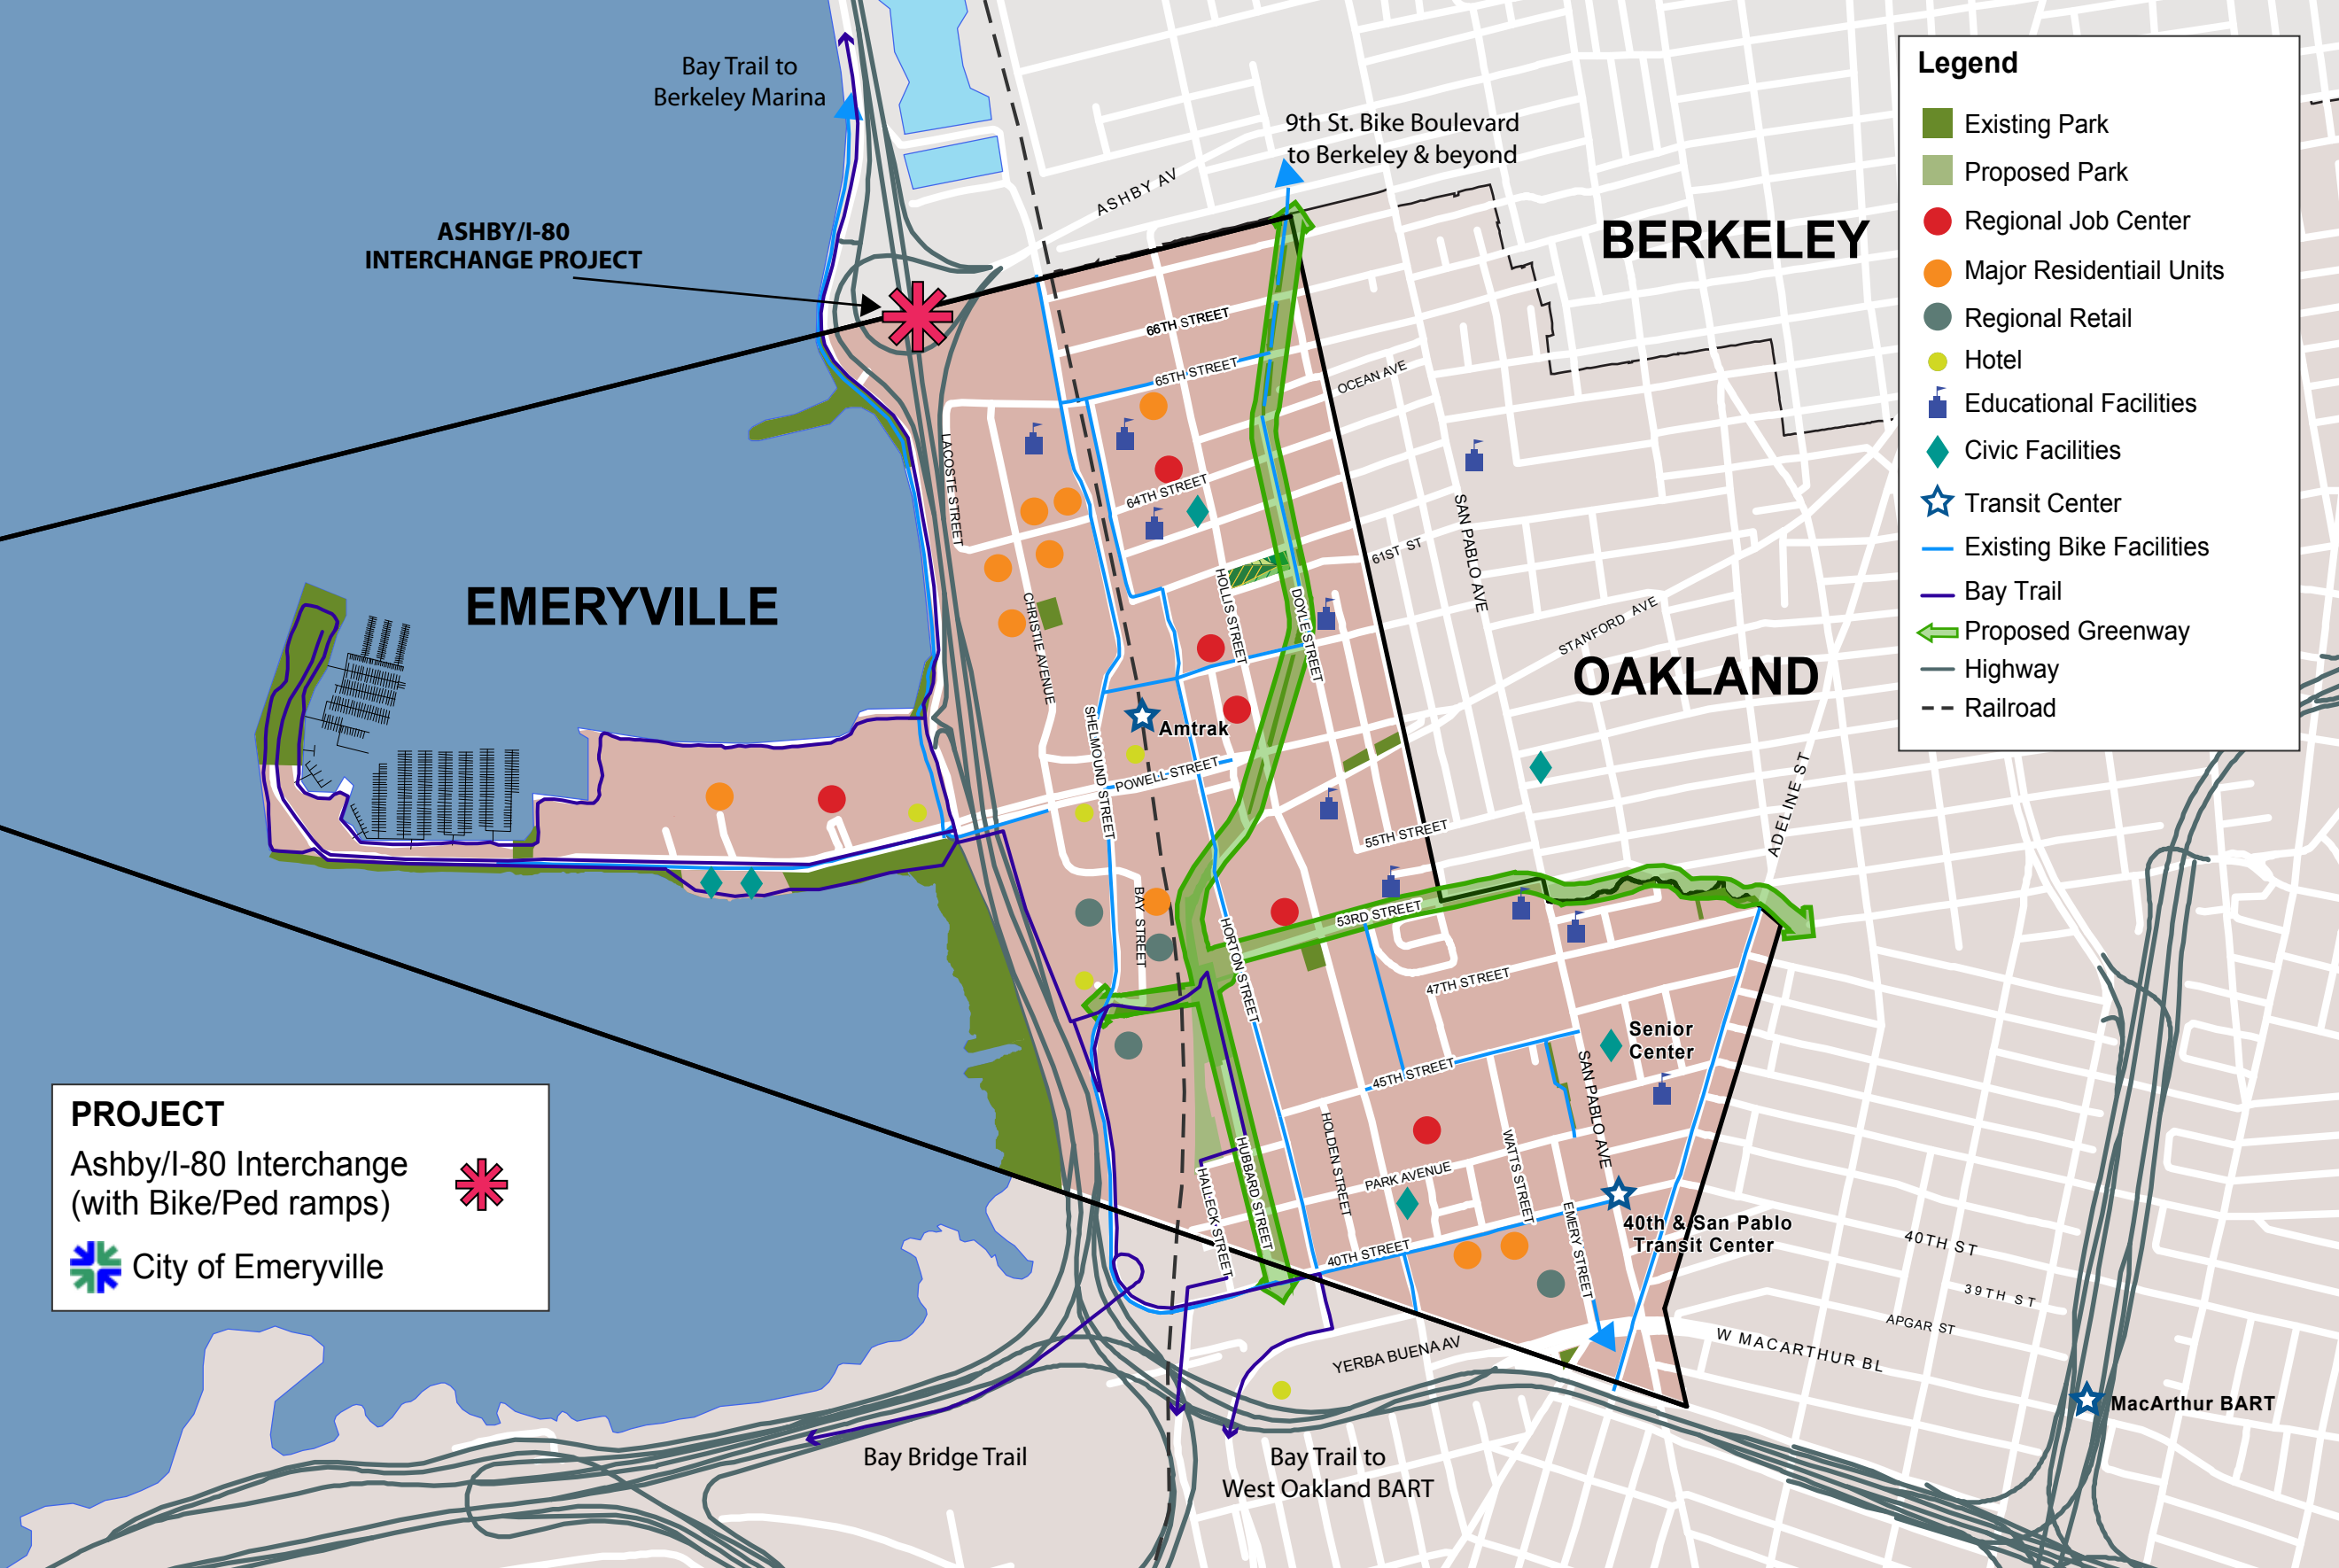 Bay Trail to
Berkeley Marina
9th St. Bike Boulevard
to Berkeley & beyond
ASHBY AV
ASHBY/I-80
INTERCHANGE PROJECT
BERKELEY
EMERYVILLE
OAKLAND
Legend
Existing Park
Proposed Park
Regional Job Center
Major Residentiail Units
Regional Retail
Hotel
Educational Facilities
Civic Facilities
Transit Center
Existing Bike Facilities
Bay Trail
Proposed Greenway
Highway
Railroad
66TH STREET
65TH STREET
OCEAN AVE
LACOSTE STREET
64TH STREET
SAN PABLO AVE
61ST ST
HOLLIS STREET
DOYLE STREET
CHRISTIE AVENUE
STANFORD AVE
SHELMOUND STREET
Amtrak
POWELL STREET
55TH STREET
ADELINE ST
BAY STREET
53RD STREET
HORTON STREET
47TH STREET
Senior
Center
45TH STREET
SAN PABLO AVE
HOLDEN STREET
WATTS STREET
PARK AVENUE
HUBBARD STREET
HALLECK STREET
EMERY STREET
40TH STREET
40th & San Pablo
Transit Center
40TH ST
39TH ST
APGAR ST
W MACARTHUR BL
YERBA BUENA AV
MacArthur BART
Bay Bridge Trail
Bay Trail to
West Oakland BART
PROJECT
Ashby/I-80 Interchange
(with Bike/Ped ramps)
City of Emeryville